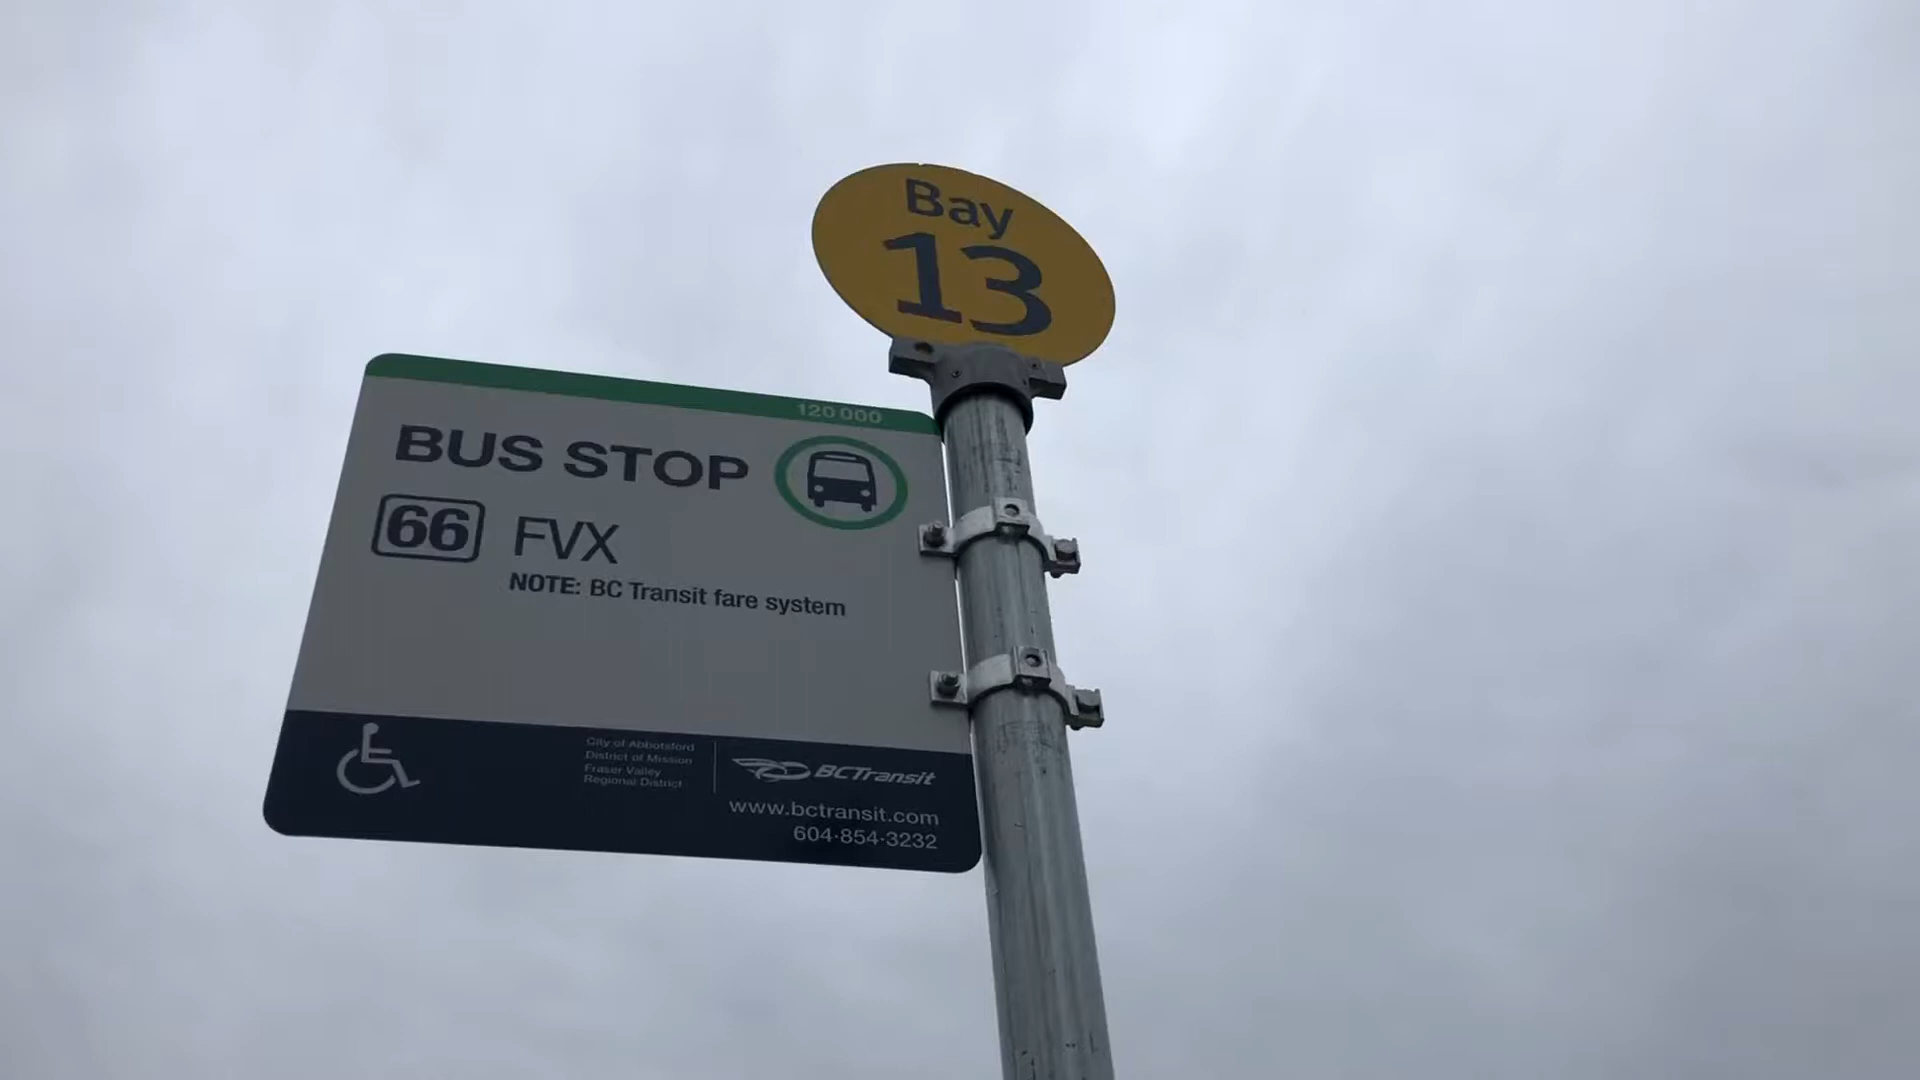 Bay
13
120000
BUS STOP
66 FVX
NOTE: BC Transit fare system
City of Abbotsford
District of Mission
Fraser Valley
Regional District
BCTransit
www.bctransit.com
604·854·3232